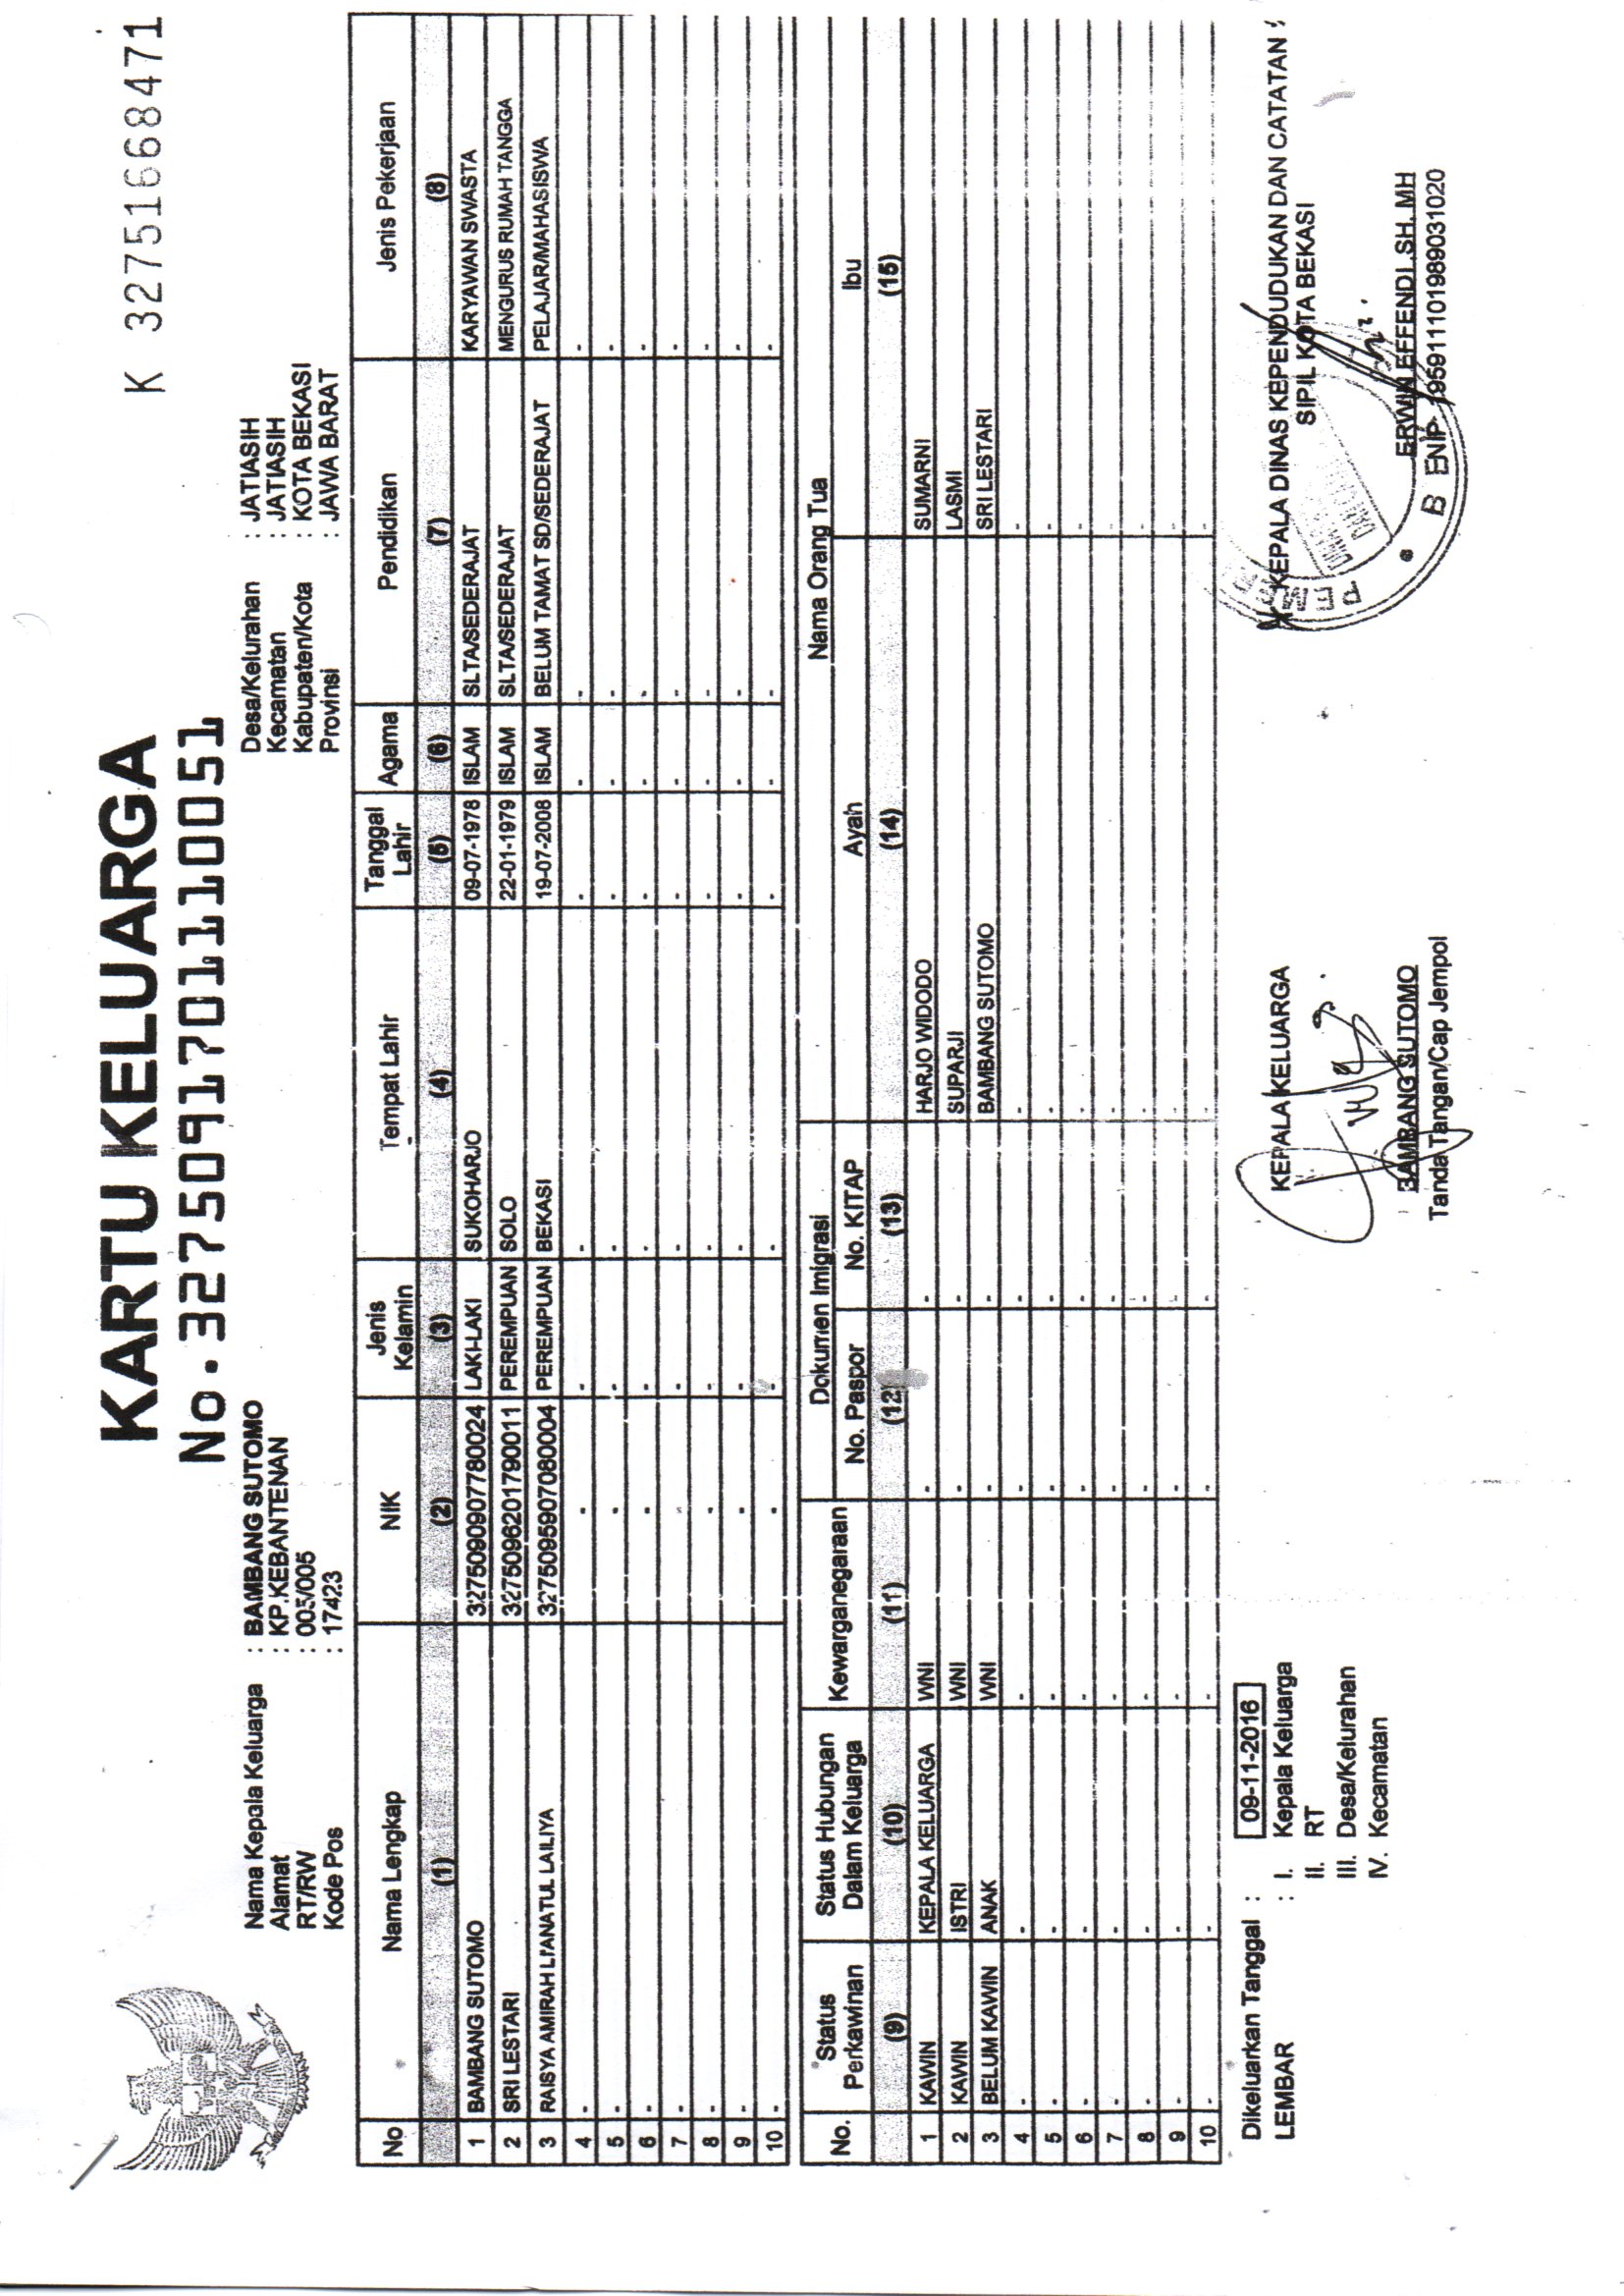 KARTU KELUARGA
K 32751668471
No. 3275091701110051
Nama Kepala Keluarga : BAMBANG SUTOMO
Alamat : KP.KEBANTENAN
RT/RW : 005/005
Kode Pos : 17423
Desa/Kelurahan : JATIASIH
Kecamatan : JATIASIH
Kabupaten/Kota : KOTA BEKASI
Provinsi : JAWA BARAT
No Nama Lengkap NIK Jenis Kelamin Tempat Lahir Tanggal Lahir Agama Pendidikan Jenis Pekerjaan
(1) (2) (3) (4) (5) (6) (7) (8)
1 BAMBANG SUTOMO 3275090907780024 LAKI-LAKI SUKOHARJO 09-07-1978 ISLAM SLTA/SEDERAJAT KARYAWAN SWASTA
2 SRI LESTARI 3275096201790011 PEREMPUAN SOLO 22-01-1979 ISLAM SLTA/SEDERAJAT MENGURUS RUMAH TANGGA
3 RAISYA AMIRAH LI'ANATUL LAILIYA 3275095907080004 PEREMPUAN BEKASI 19-07-2008 ISLAM BELUM TAMAT SD/SEDERAJAT PELAJAR/MAHASISWA
4 - - - - - - - -
5 - - - - - - - -
6 - - - - - - - -
7 - - - - - - - -
8 - - - - - - - -
9 - - - - - - - -
10 - - - - - - - -
No. Status Perkawinan Status Hubungan Dalam Keluarga Kewarganegaraan Dokumen Imigrasi Nama Orang Tua
No. Paspor No. KITAP Ayah Ibu
(9) (10) (11) (12) (13) (14) (15)
1 KAWIN KEPALA KELUARGA WNI - - HARJO WIDODO SUMARNI
2 KAWIN ISTRI WNI - - SUPARJI LASMI
3 BELUM KAWIN ANAK WNI - - BAMBANG SUTOMO SRI LESTARI
4 - - - - - - -
5 - - - - - - -
6 - - - - - - -
7 - - - - - - -
8 - - - - - - -
9 - - - - - - -
10 - - - - - - -
Dikeluarkan Tanggal : 09-11-2016
LEMBAR : I. Kepala Keluarga
II. RT
III. Desa/Kelurahan
IV. Kecamatan
KEPALA KELUARGA
BAMBANG SUTOMO
Tanda Tangan/Cap Jempol
KEPALA DINAS KEPENDUDUKAN DAN CATATAN
SIPIL KOTA BEKASI
ERWIN EFFENDI ,SH, MH
NIP. 195911101989031020